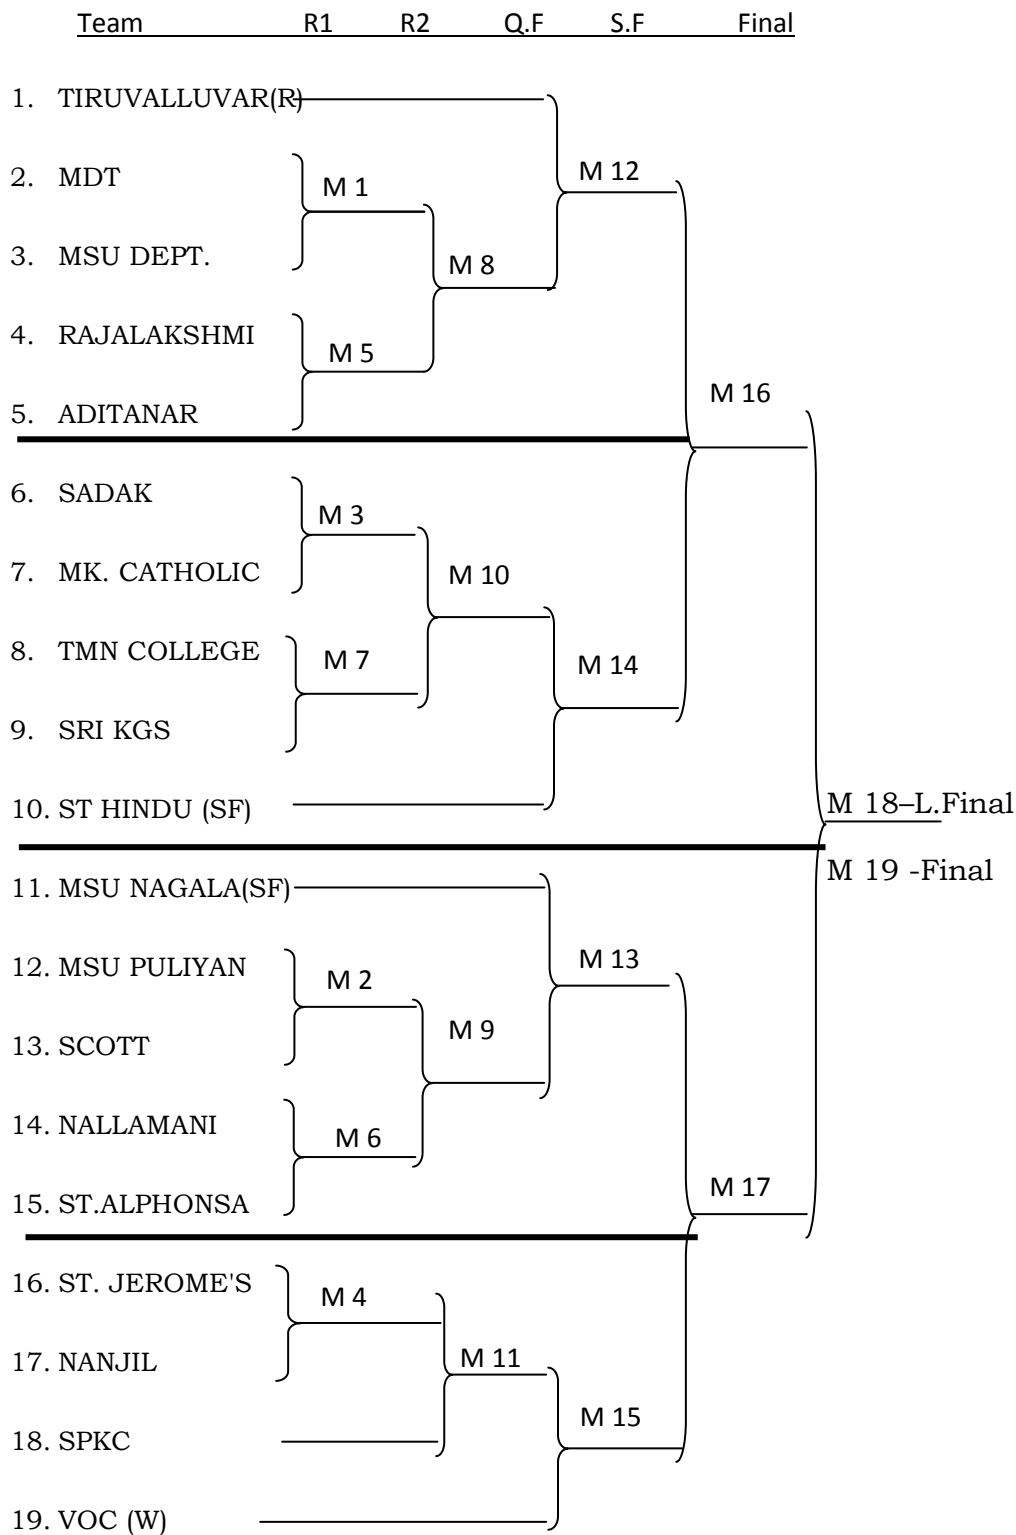 Team R1 R2 Q.F S.F Final
1. TIRUVALLUVAR(R)
2. MDT
M 1
M 12
3. MSU DEPT.
M 8
4. RAJALAKSHMI
M 5
M 16
5. ADITANAR
6. SADAK
M 3
7. MK. CATHOLIC
M 10
8. TMN COLLEGE
M 7
M 14
9. SRI KGS
10. ST HINDU (SF)
M 18–L.Final
M 19 -Final
11. MSU NAGALA(SF)
12. MSU PULIYAN
M 2
M 13
13. SCOTT
M 9
14. NALLAMANI
M 6
15. ST.ALPHONSA
M 17
16. ST. JEROME'S
M 4
17. NANJIL
M 11
18. SPKC
M 15
19. VOC (W)